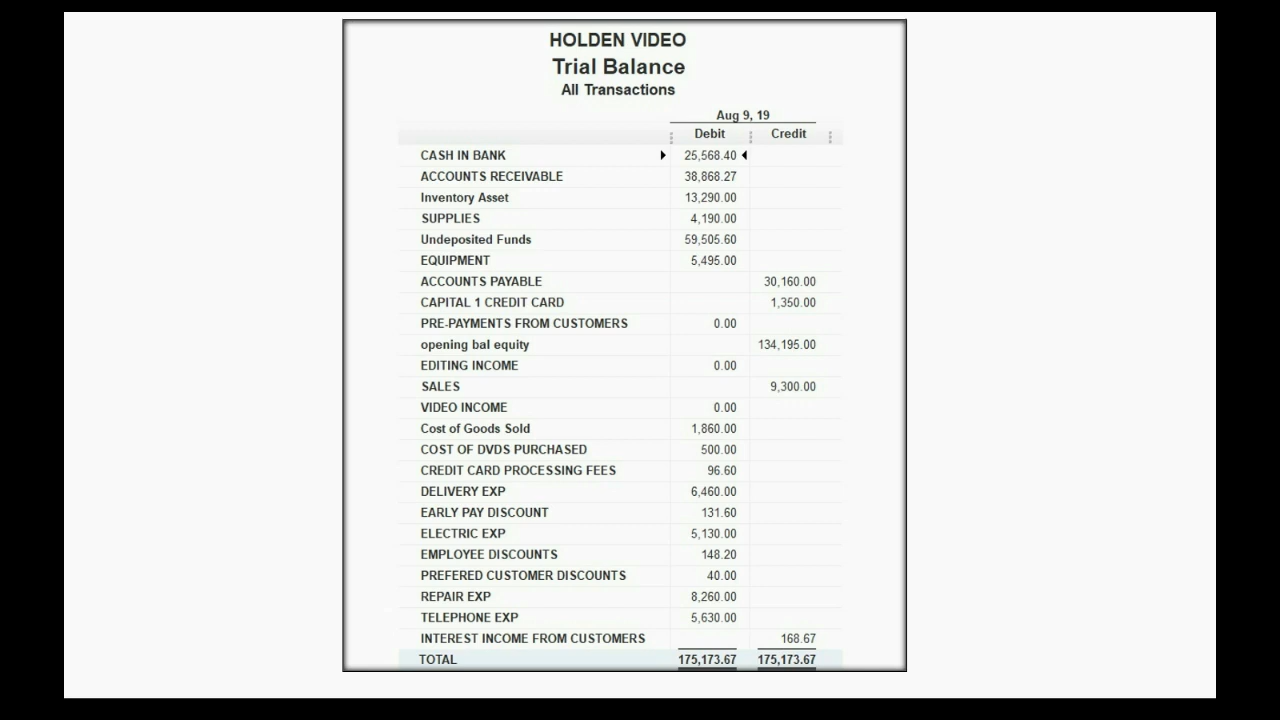 HOLDEN VIDEO
Trial Balance
All Transactions
Aug 9, 19
Debit Credit
CASH IN BANK 25,568.40
ACCOUNTS RECEIVABLE 38,868.27
Inventory Asset 13,290.00
SUPPLIES 4,190.00
Undeposited Funds 59,505.60
EQUIPMENT 5,495.00
ACCOUNTS PAYABLE 30,160.00
CAPITAL 1 CREDIT CARD 1,350.00
PRE-PAYMENTS FROM CUSTOMERS 0.00
opening bal equity 134,195.00
EDITING INCOME 0.00
SALES 9,300.00
VIDEO INCOME 0.00
Cost of Goods Sold 1,860.00
COST OF DVDS PURCHASED 500.00
CREDIT CARD PROCESSING FEES 96.60
DELIVERY EXP 6,460.00
EARLY PAY DISCOUNT 131.60
ELECTRIC EXP 5,130.00
EMPLOYEE DISCOUNTS 148.20
PREFERED CUSTOMER DISCOUNTS 40.00
REPAIR EXP 8,260.00
TELEPHONE EXP 5,630.00
INTEREST INCOME FROM CUSTOMERS 168.67
TOTAL 175,173.67 175,173.67